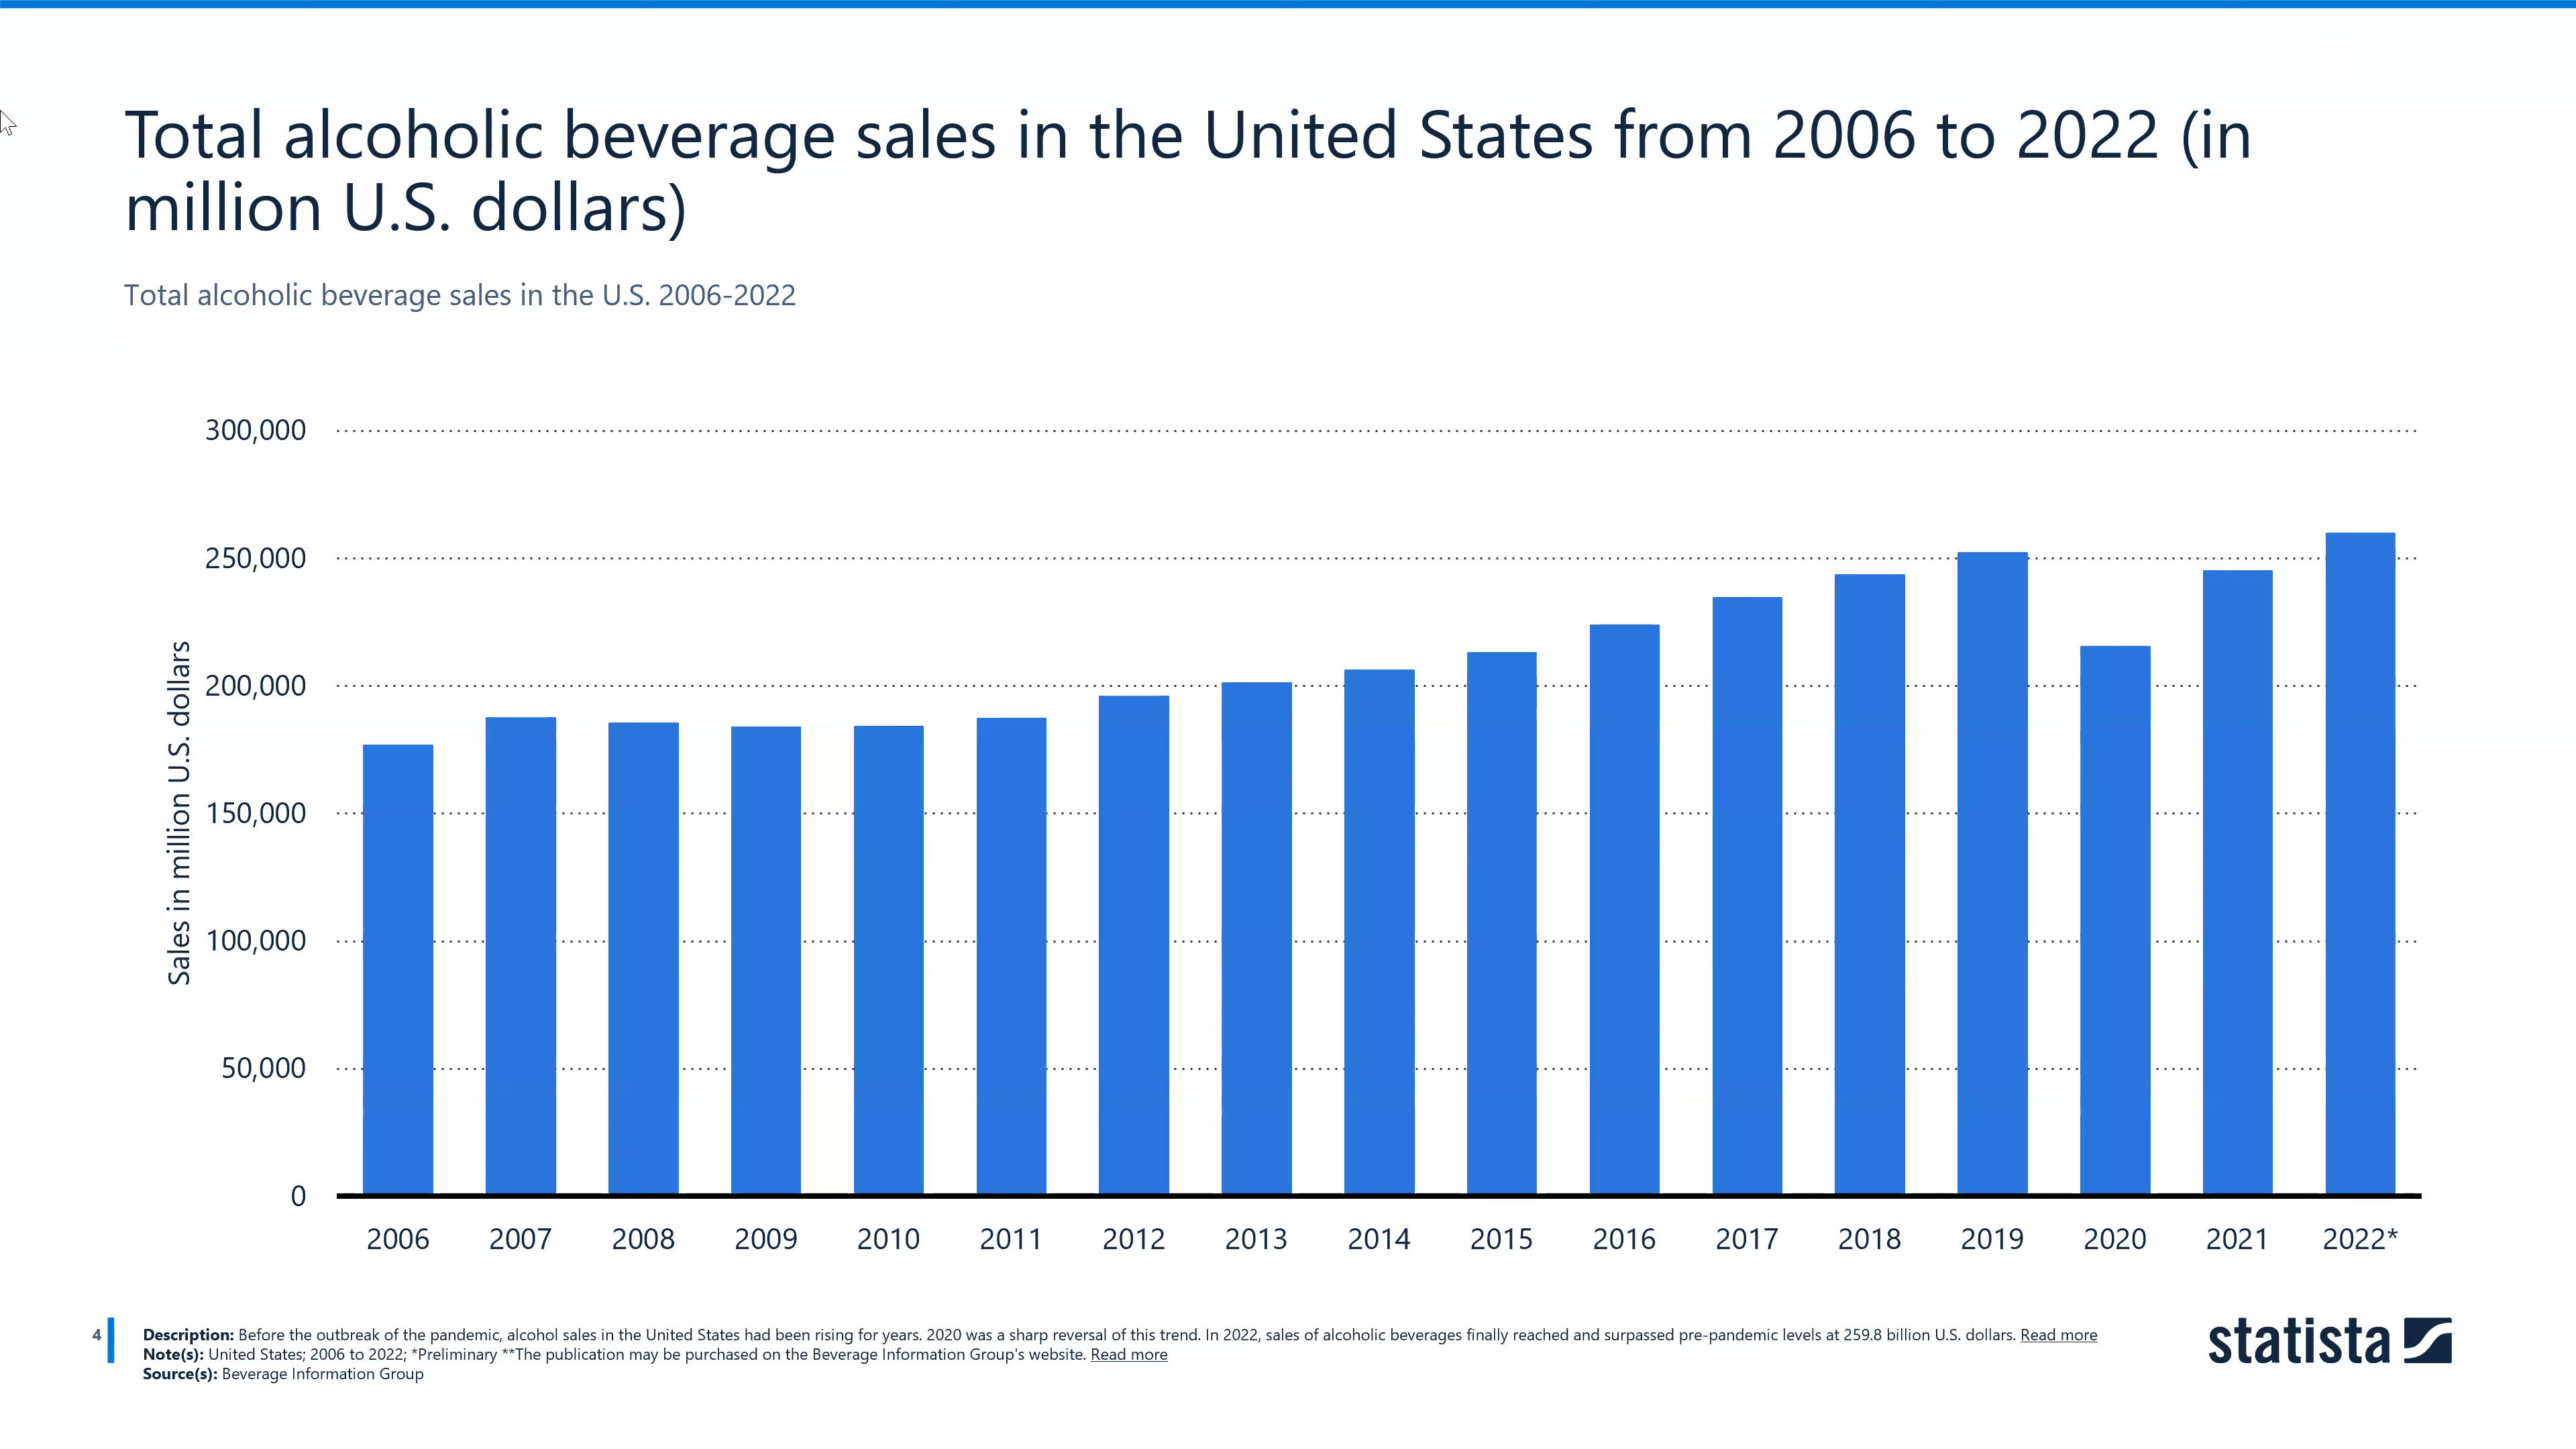 Total alcoholic beverage sales in the United States from 2006 to 2022 (in
million U.S. dollars)
Total alcoholic beverage sales in the U.S. 2006-2022
Sales in million U.S. dollars
300,000
250,000
200,000
150,000
100,000
50,000
0
2006 2007 2008 2009 2010 2011 2012 2013 2014 2015 2016 2017 2018 2019 2020 2021 2022*
4
Description: Before the outbreak of the pandemic, alcohol sales in the United States had been rising for years. 2020 was a sharp reversal of this trend. In 2022, sales of alcoholic beverages finally reached and surpassed pre-pandemic levels at 259.8 billion U.S. dollars. Read more
Note(s): United States; 2006 to 2022; *Preliminary **The publication may be purchased on the Beverage Information Group's website. Read more
Source(s): Beverage Information Group
statista